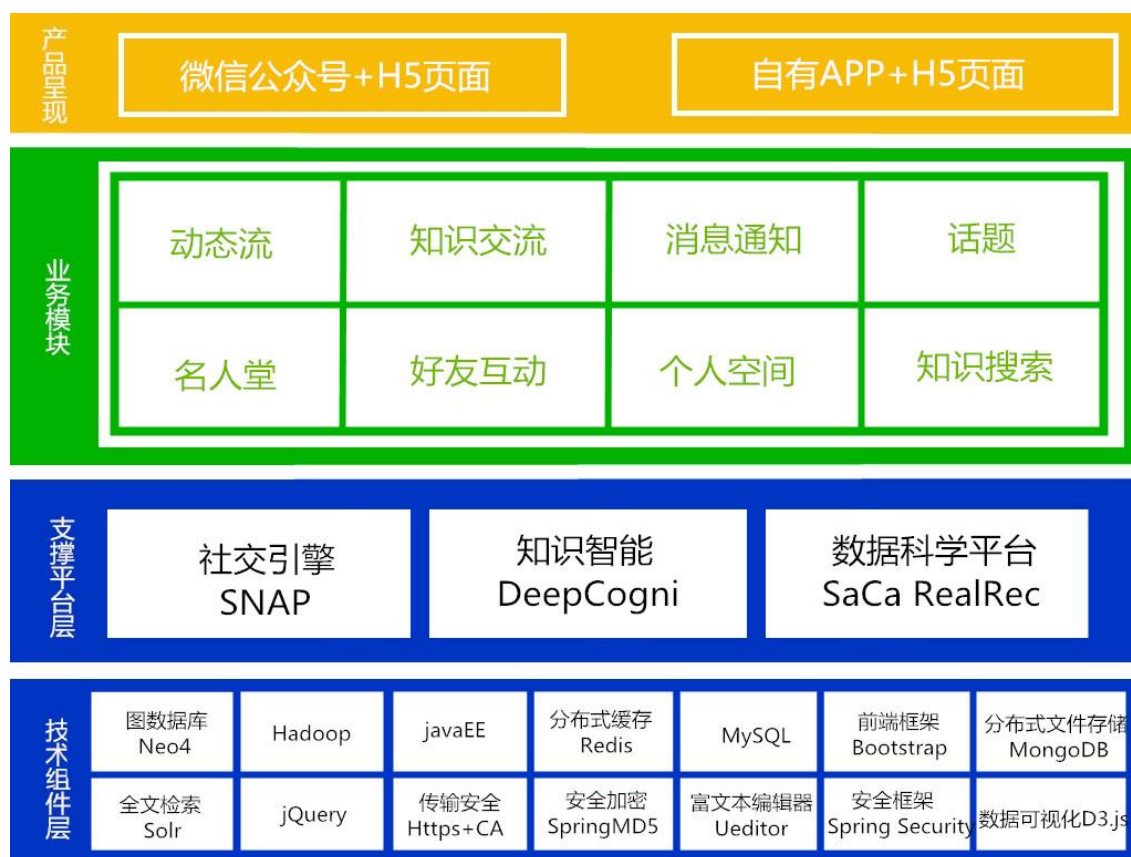 产品呈现
微信公众号+H5页面
自有APP+H5页面
业务模块
动态流
知识交流
消息通知
话题
名人堂
好友互动
个人空间
知识搜索
支撑平台层
社交引擎
SNAP
知识智能
DeepCogni
数据科学平台
SaCa RealRec
技术组件层
图数据库
Neo4
Hadoop
javaEE
分布式缓存
Redis
MySQL
前端框架
Bootstrap
分布式文件存储
MongoDB
全文检索
Solr
jQuery
传输安全
Https+CA
安全加密
SpringMD5
富文本编辑器
Ueditor
安全框架
Spring Security
数据可视化D3.js